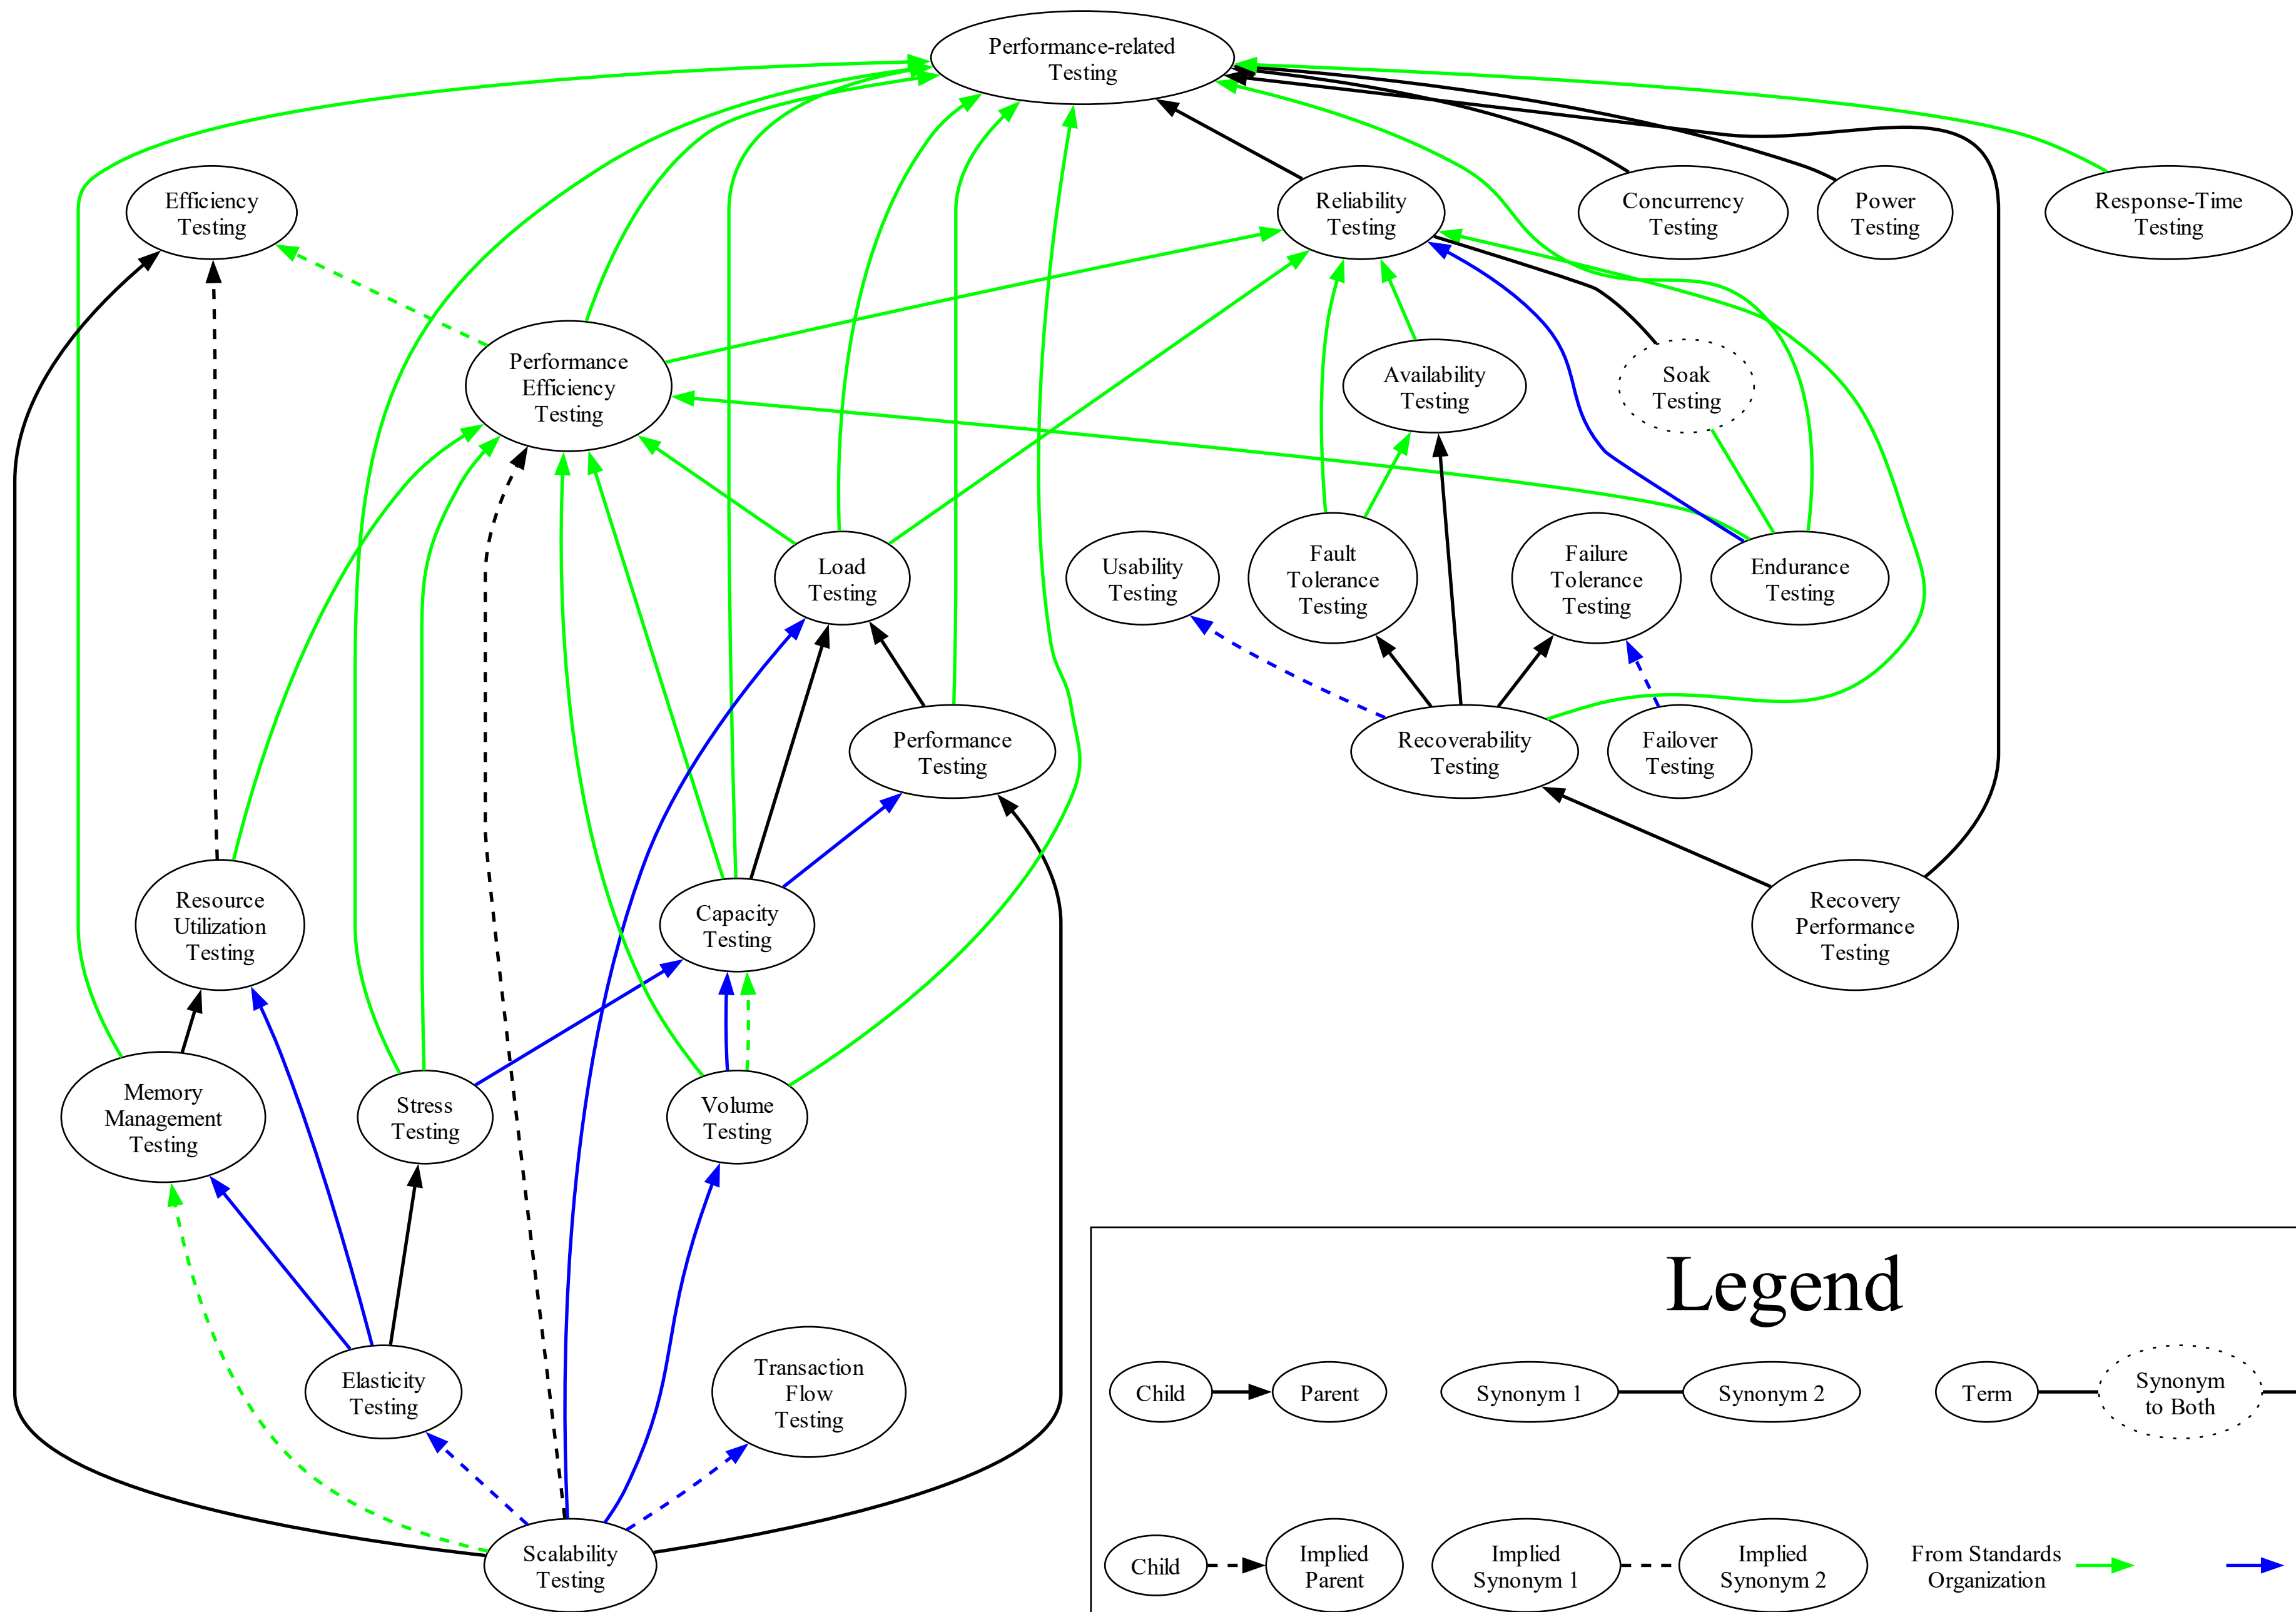 Performance-related
Testing
Efficiency
Testing
Reliability
Testing
Concurrency
Testing
Power
Testing
Response-Time
Testing
Performance
Efficiency
Testing
Availability
Testing
Soak
Testing
Load
Testing
Usability
Testing
Fault
Tolerance
Testing
Failure
Tolerance
Testing
Endurance
Testing
Performance
Testing
Recoverability
Testing
Failover
Testing
Resource
Utilization
Testing
Capacity
Testing
Recovery
Performance
Testing
Memory
Management
Testing
Stress
Testing
Volume
Testing
Elasticity
Testing
Transaction
Flow
Testing
Scalability
Testing
Legend
Child
Parent
Synonym 1
Synonym 2
Term
Synonym
to Both
Child
Implied
Parent
Implied
Synonym 1
Implied
Synonym 2
From Standards
Organization